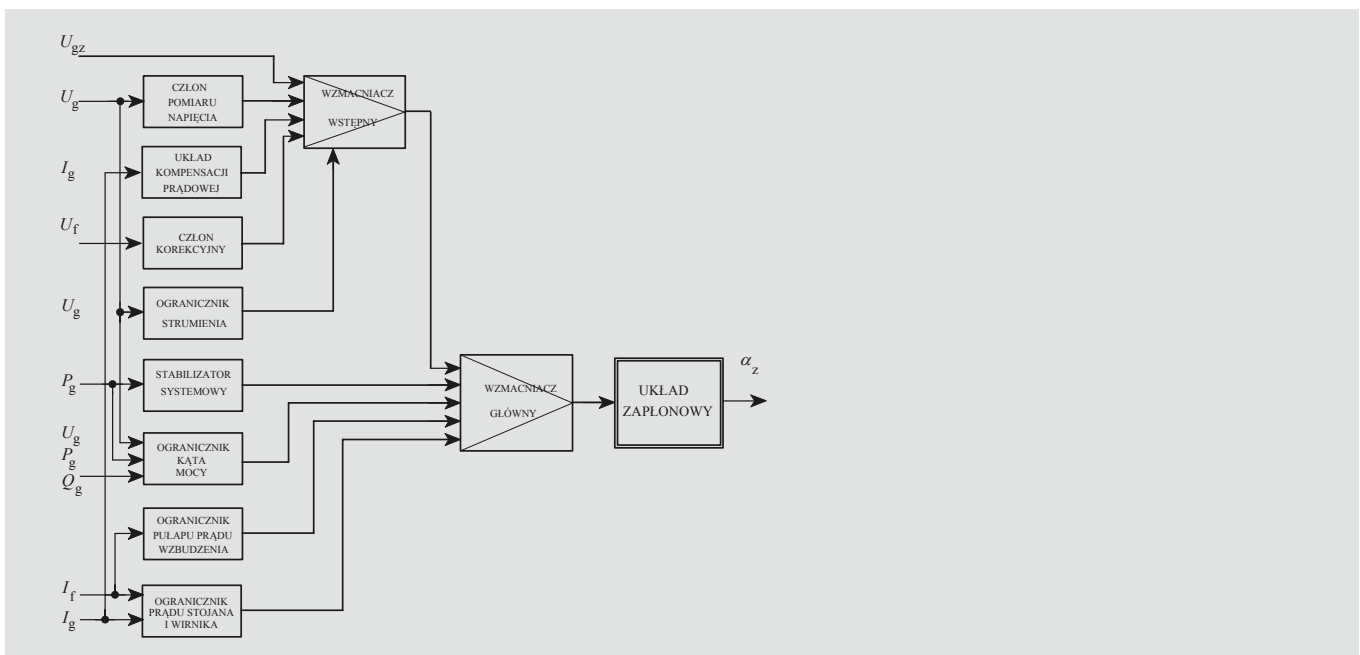 Ugz
CZŁON
POMIARU
NAPIĘCIA
WZMACNIACZ
WSTĘPNY
Ug
UKŁAD
KOMPENSACJI
PRĄDOWEJ
Ig
Uf
CZŁON
KOREKCYJNY
Ug
OGRANICZNIK
STRUMIENIA
Pg
STABILIZATOR
SYSTEMOWY
WZMACNIACZ
GŁÓWNY
UKŁAD
ZAPŁONOWY
αz
Ug
Pg
Qg
OGRANICZNIK
KĄTA
MOCY
OGRANICZNIK
PUŁAPU PRĄDU
WZBUDZENIA
If
Ig
OGRANICZNIK
PRĄDU STOJANA
I WIRNIKA